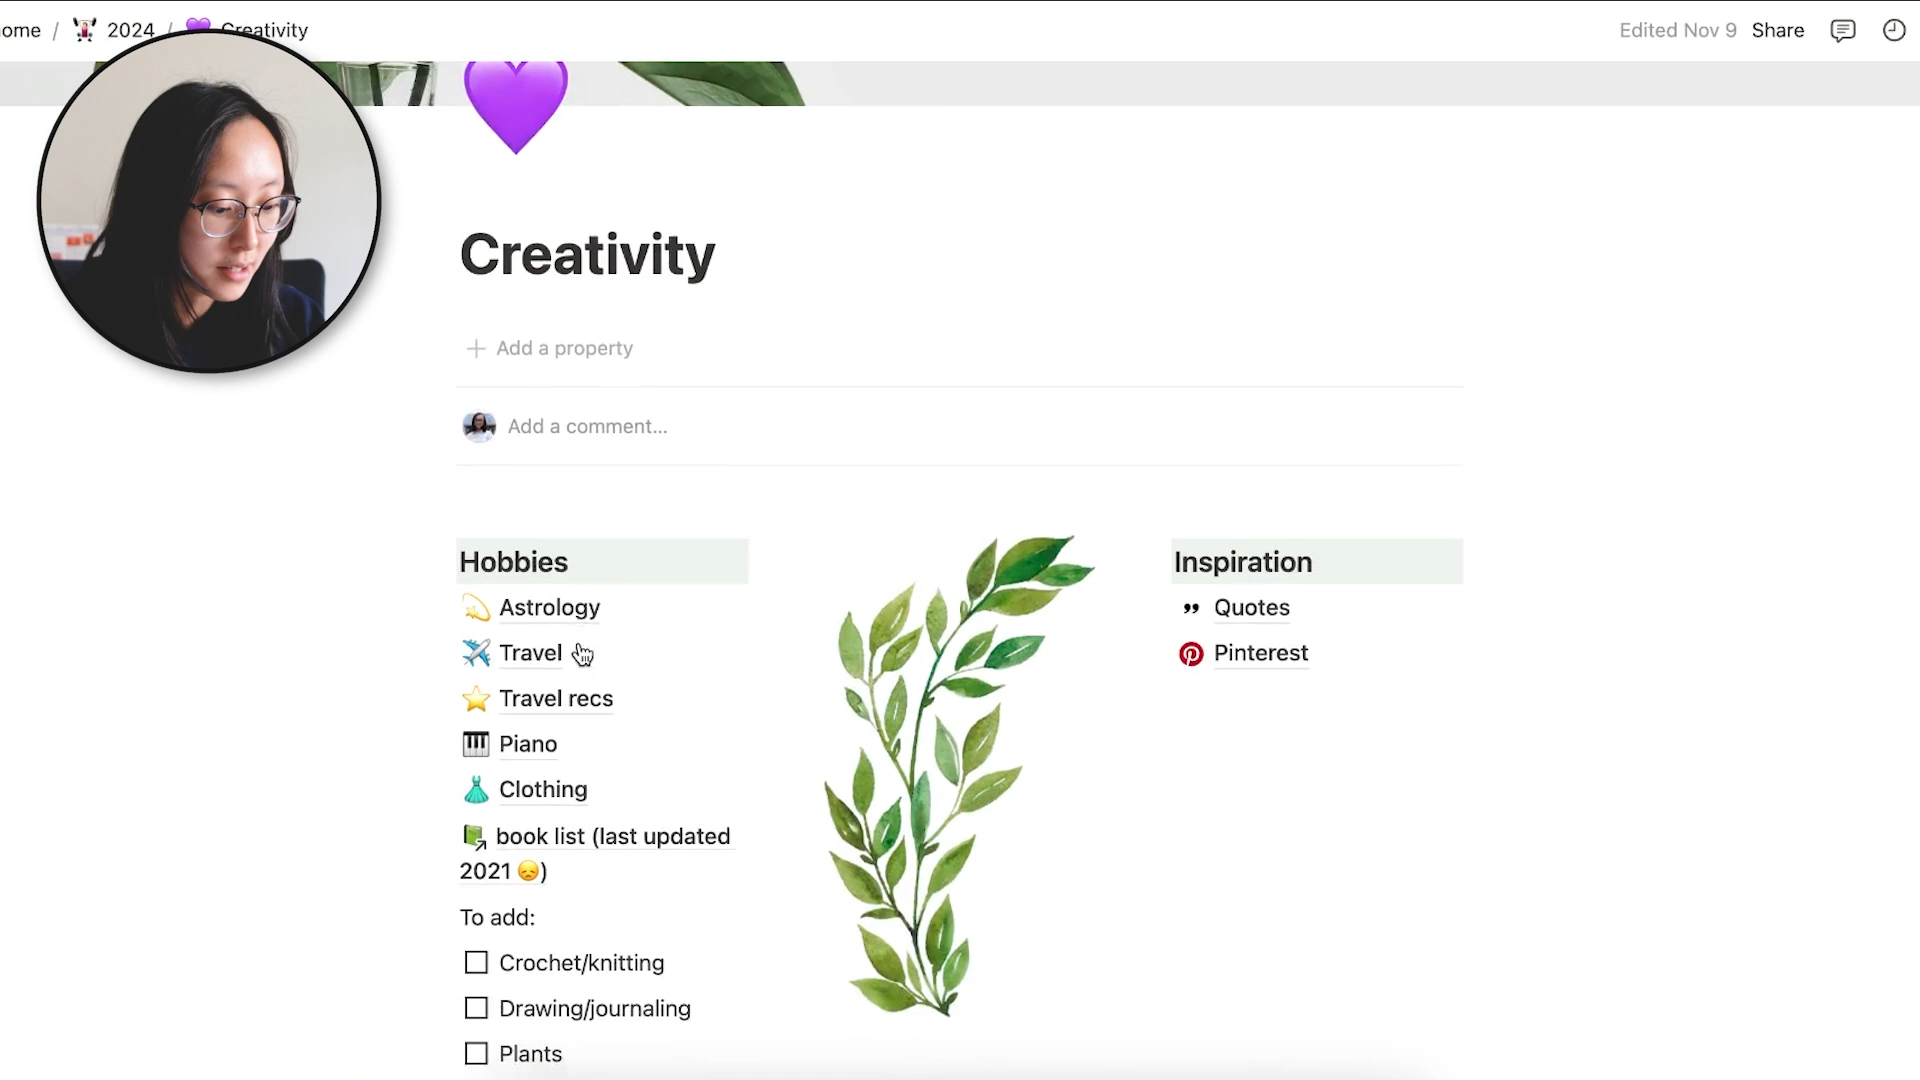 ome / 2024 / Creativity
Edited Nov 9 Share
Creativity
Add a property
Add a comment...
Hobbies
Astrology
Travel
Travel recs
Piano
Clothing
book list (last updated
2021 😞)
To add:
Crochet/knitting
Drawing/journaling
Plants
Inspiration
Quotes
Pinterest